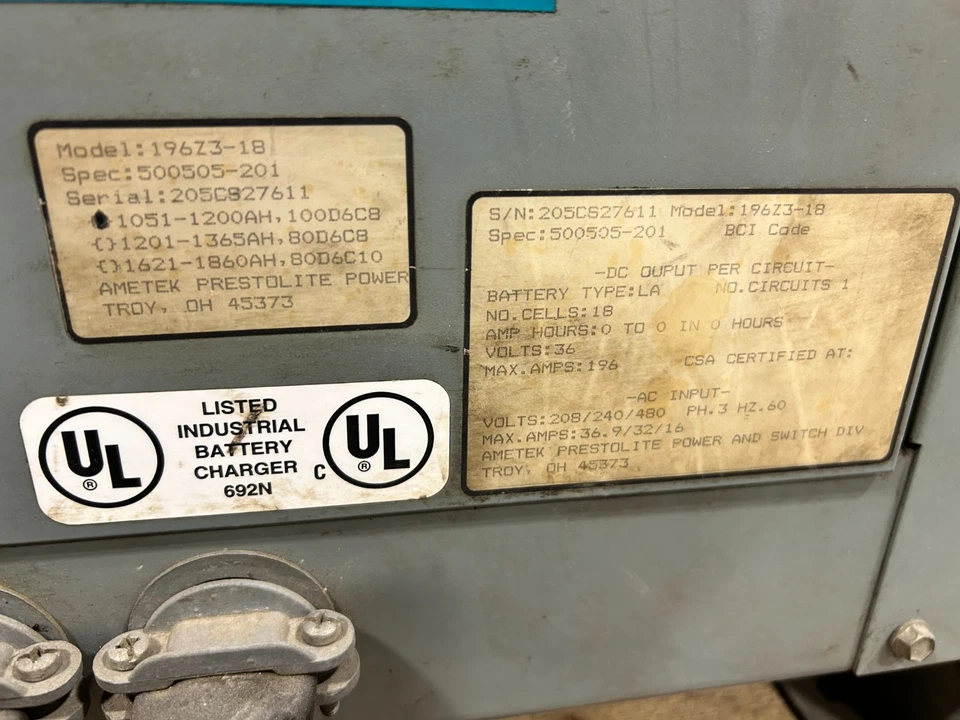 Model:196Z3-18
Spec:500505-201
Serial:205CS27611
1051-1200AH,100D6C8
{}1201-1365AH,80D6C8
{}1621-1860AH,80D6C10
AMETEK PRESTOLITE POWER
TROY, OH 45373
S/N:205CS27611 Model:196Z3-18
Spec:500505-201 BCI Code
-DC OUPUT PER CIRCUIT-
BATTERY TYPE:LA NO.CIRCUITS 1
NO.CELLS:18
AMP HOURS:0 TO 0 IN 0 HOURS
VOLTS:36
MAX.AMPS:196 CSA CERTIFIED AT:
-AC INPUT-
VOLTS:208/240/480 PH.3 HZ.60
MAX.AMPS:36.9/32/16
AMETEK PRESTOLITE POWER AND SWITCH DIV
TROY, OH 45373
UL ®
LISTED
INDUSTRIAL
BATTERY
CHARGER
692N
C UL ®